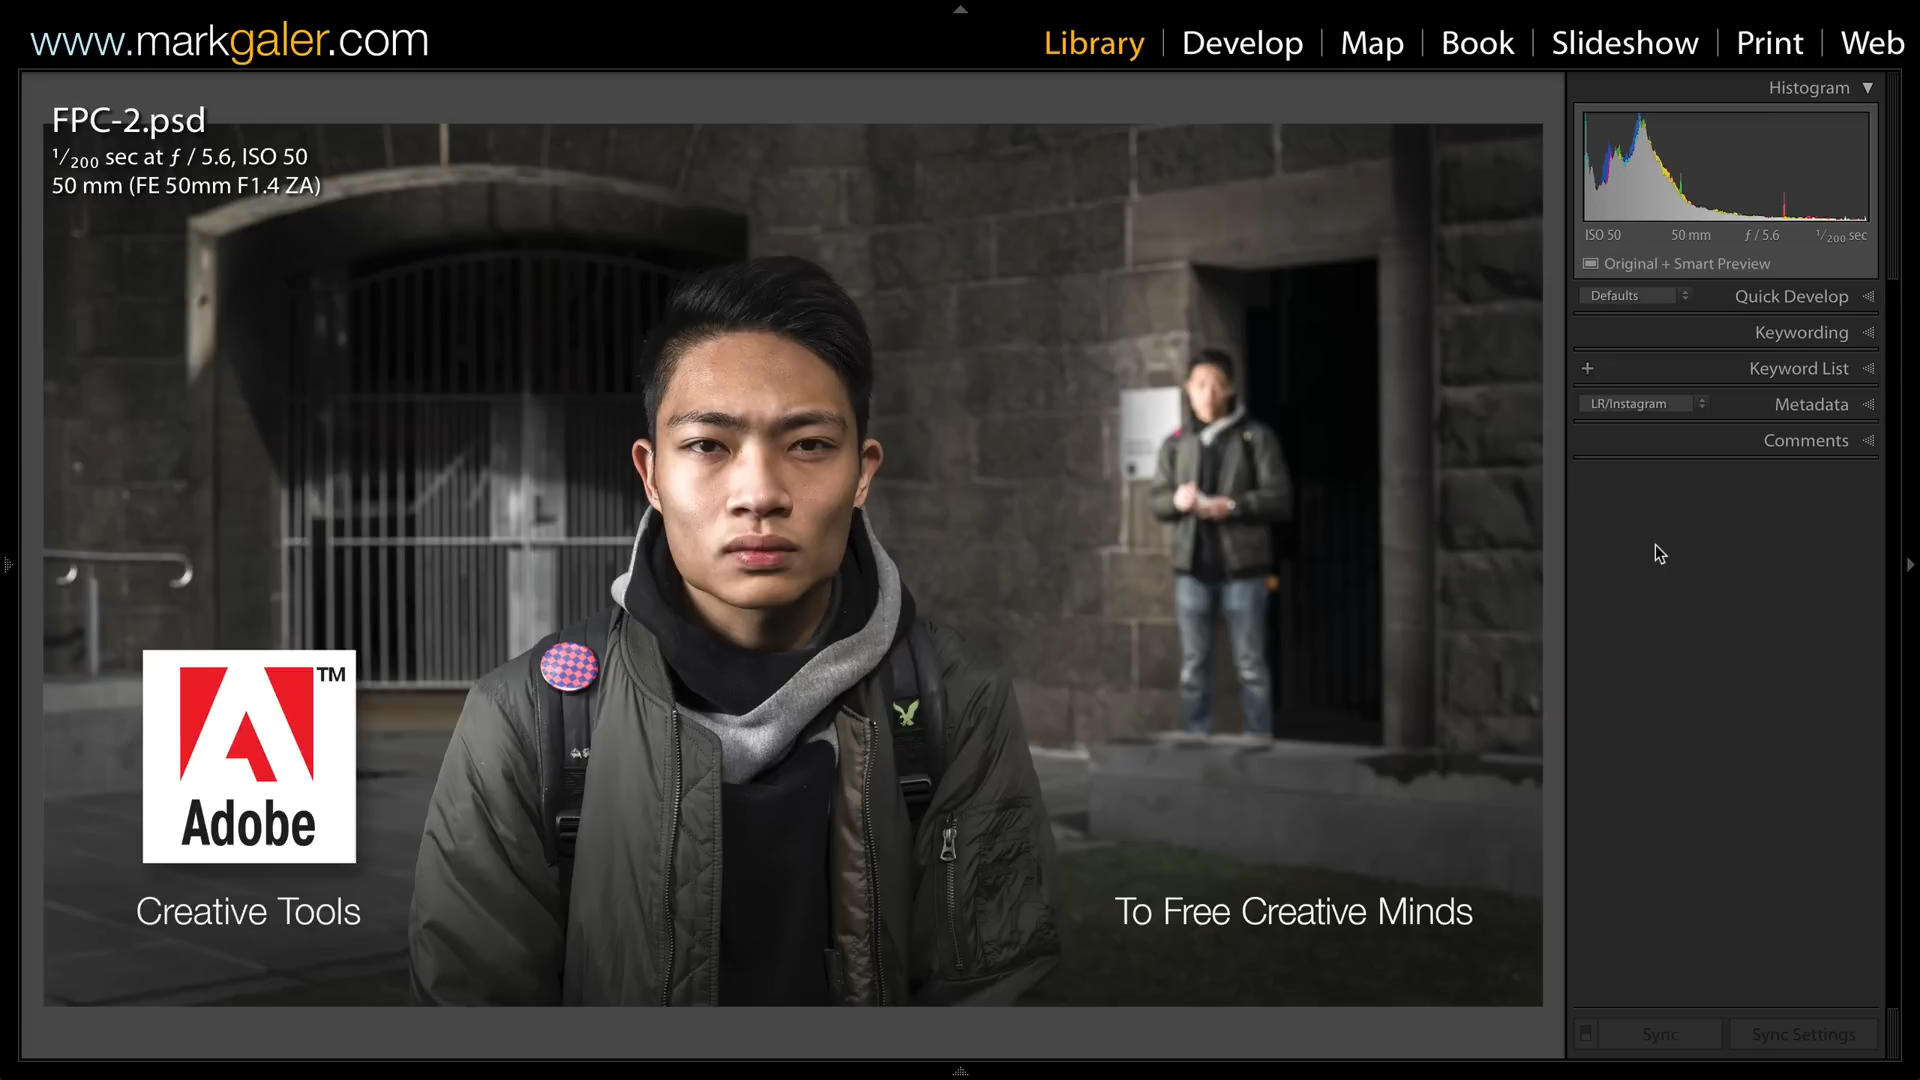 www.markgaler.com
Library
Develop
Map
Book
Slideshow
Print
Web
FPC-2.psd
1/200 sec at ƒ / 5.6, ISO 50
50 mm (FE 50mm F1.4 ZA)
Adobe
TM
Creative Tools
To Free Creative Minds
Histogram ▼
ISO 50 50 mm ƒ / 5.6 1/200 sec
Original + Smart Preview
Defaults Quick Develop
Keywording
+ Keyword List
LR/Instagram Metadata
Comments
Sync Sync Settings